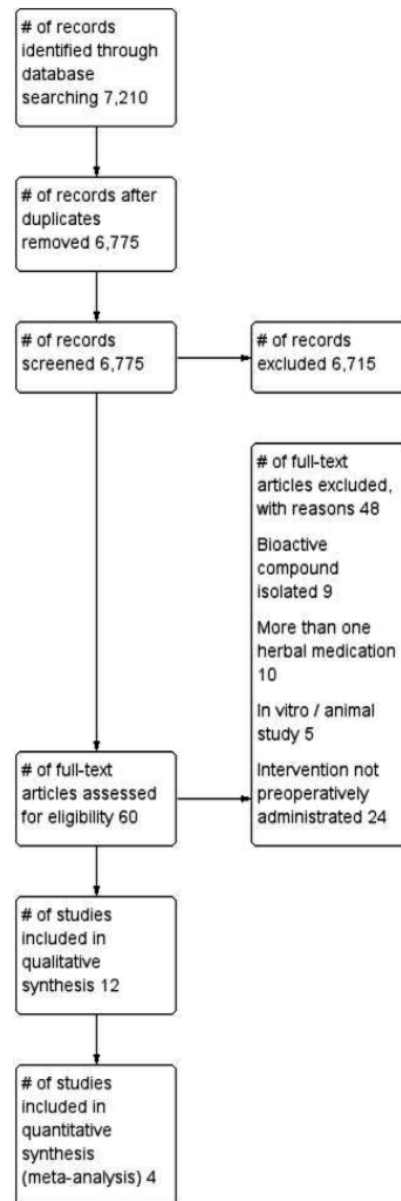 # of records
identified through
database
searching 7,210
# of records after
duplicates
removed 6,775
# of records
screened 6,775
# of records
excluded 6,715
# of full-text
articles excluded,
with reasons 48
Bioactive
compound
isolated 9
More than one
herbal medication
10
In vitro / animal
study 5
Intervention not
preoperatively
administrated 24
# of full-text
articles assessed
for eligibility 60
# of studies
included in
qualitative
synthesis 12
# of studies
included in
quantitative
synthesis
(meta-analysis) 4